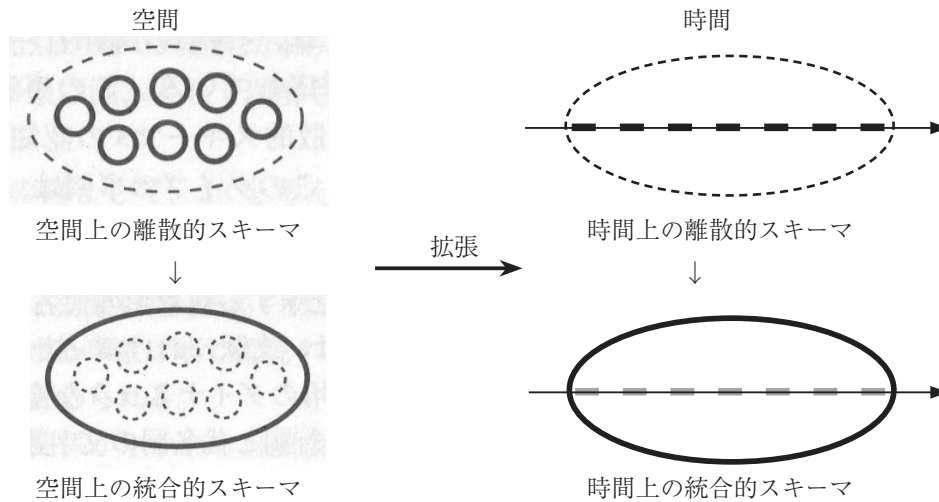 空間
時間
空間上の離散的スキーマ
時間上の離散的スキーマ
↓
拡張
↓
空間上の統合的スキーマ
時間上の統合的スキーマ